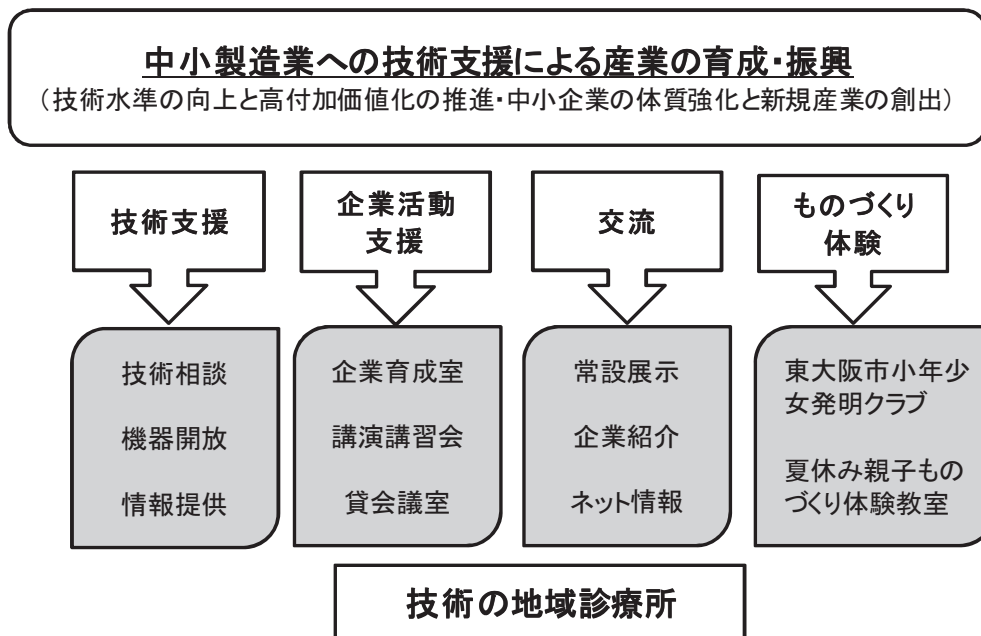 中小製造業への技術支援による産業の育成・振興
（技術水準の向上と高付加価値化の推進・中小企業の体質強化と新規産業の創出）
技術支援
企業活動
支援
交流
ものづくり
体験
技術相談
機器開放
情報提供
企業育成室
講演講習会
貸会議室
常設展示
企業紹介
ネット情報
東大阪市小年少
女発明クラブ
夏休み親子もの
づくり体験教室
技術の地域診療所